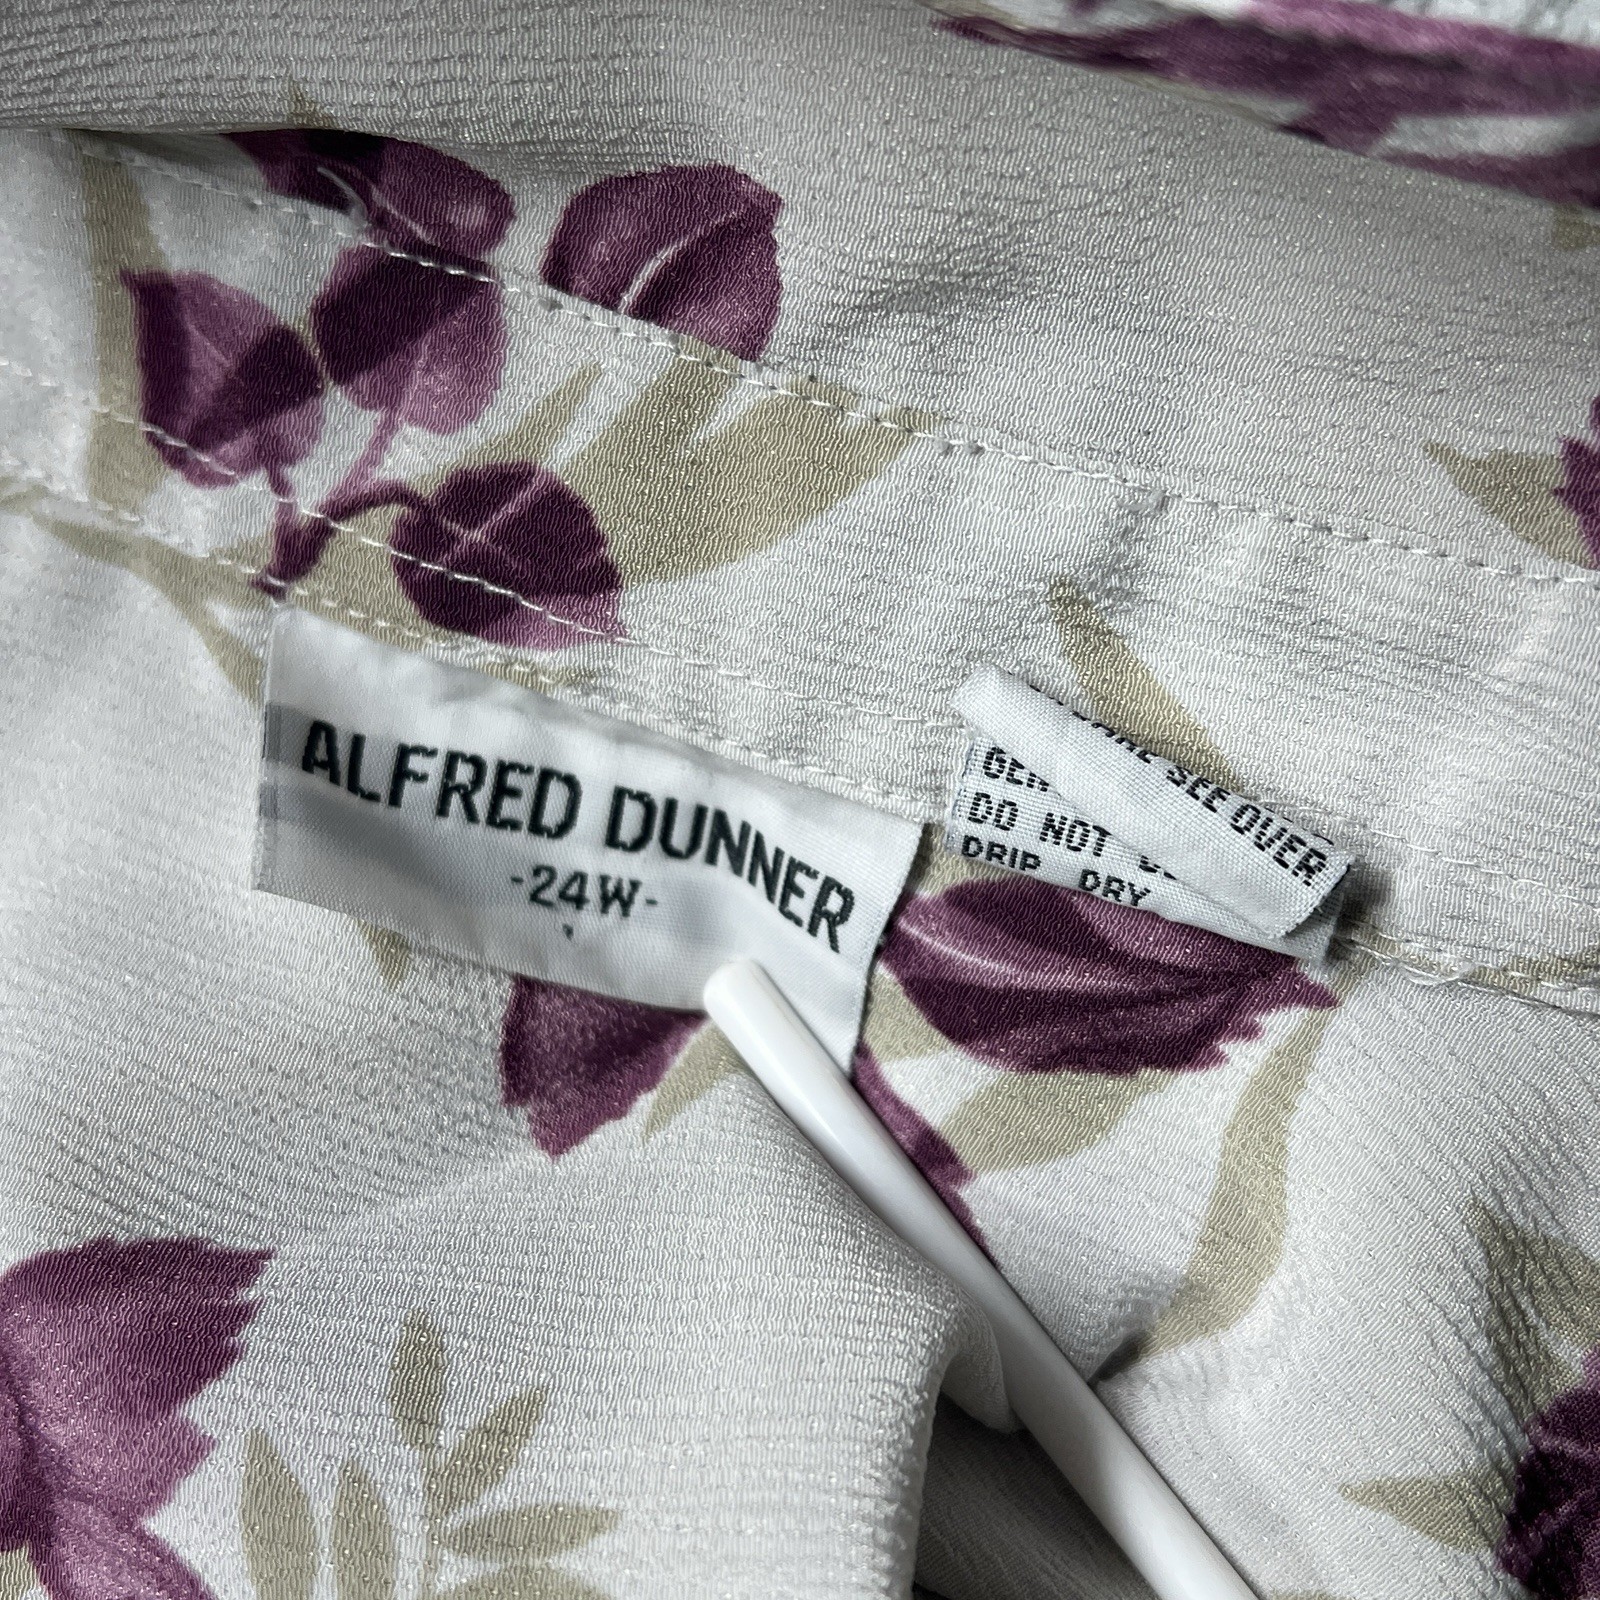 ALFRED DUNNER
-24W-
SEE OVER
DO NOT
DRIP DRY